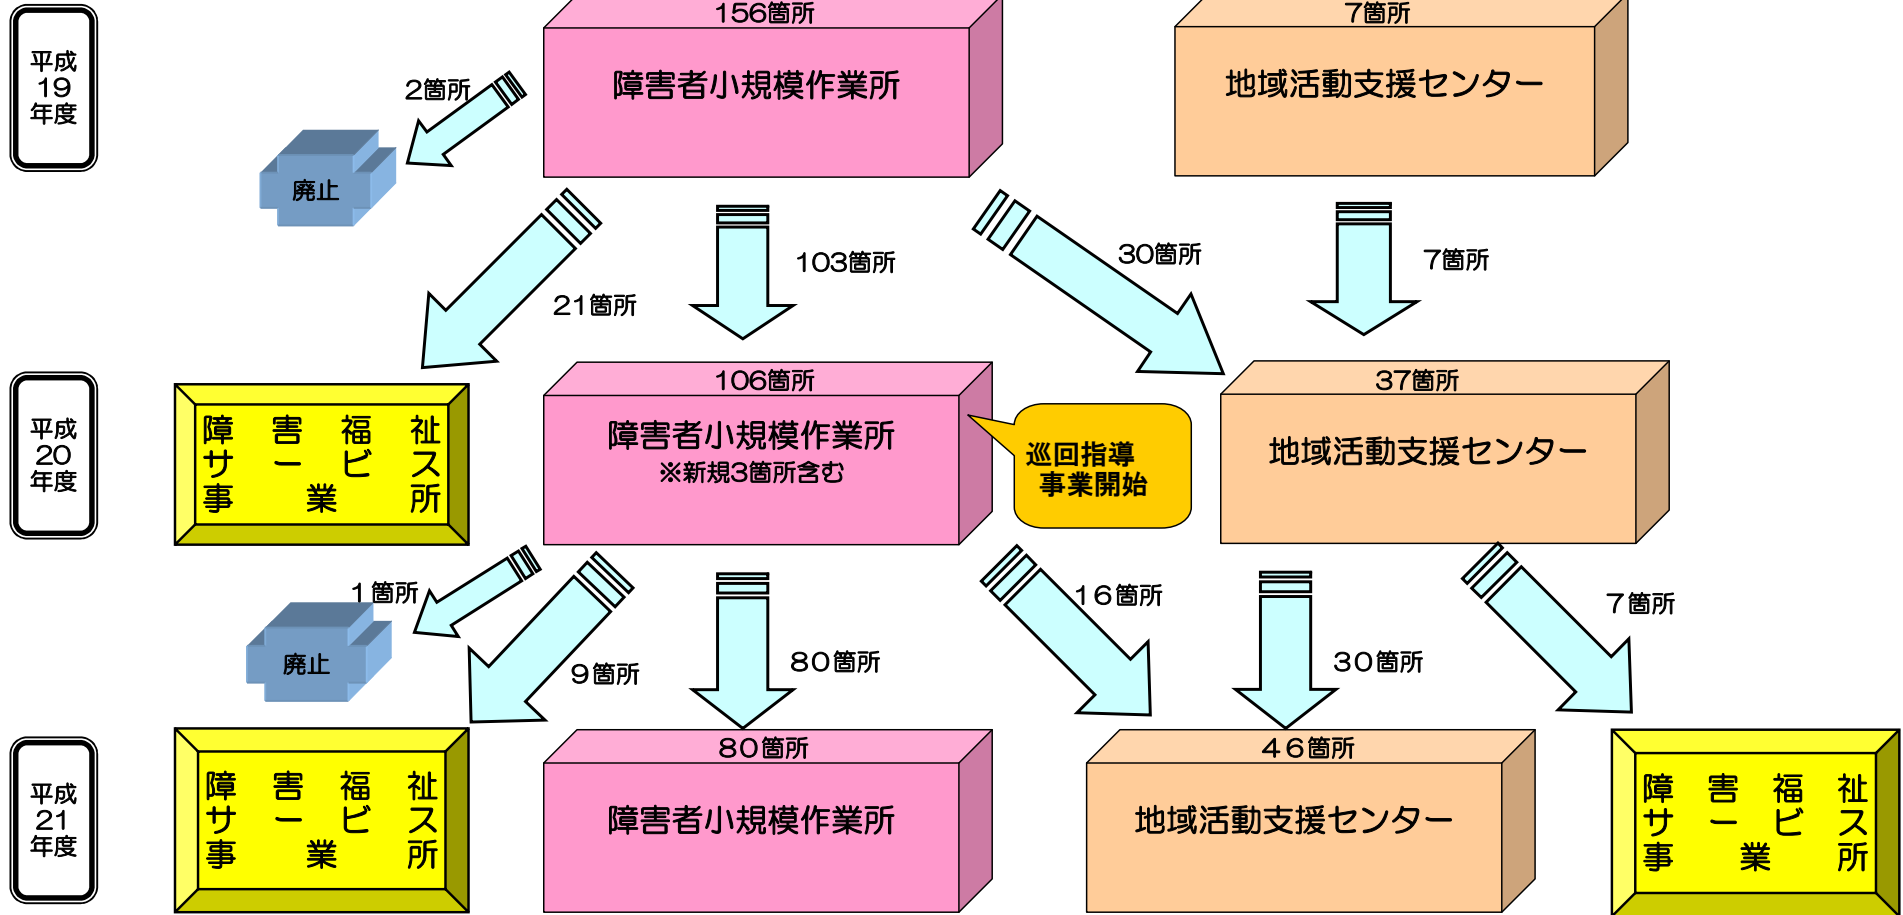 平成
19
年度
156箇所
障害者小規模作業所
7箇所
地域活動支援センター
2箇所
廃止
21箇所
103箇所
30箇所
7箇所
平成
20
年度
障害福祉
サービス
事業所
106箇所
障害者小規模作業所
※新規3箇所含む
巡回指導
事業開始
37箇所
地域活動支援センター
1箇所
廃止
9箇所
80箇所
16箇所
30箇所
7箇所
平成
21
年度
障害福祉
サービス
事業所
80箇所
障害者小規模作業所
46箇所
地域活動支援センター
障害福祉
サービス
事業所